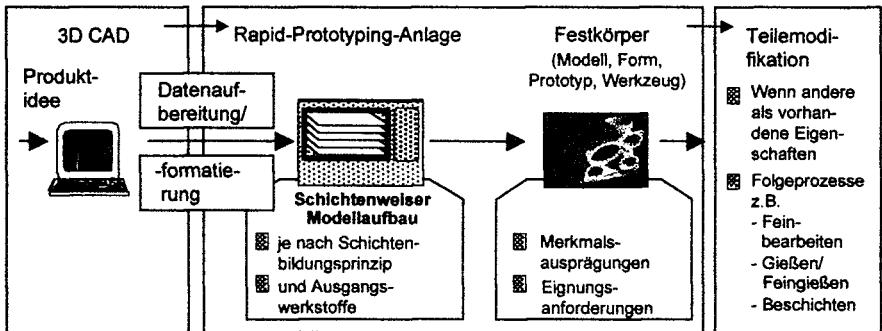 3D CAD
Produkt-
idee
Datenauf-
bereitung/
-formatie-
rung
Rapid-Prototyping-Anlage
Schichtenweiser
Modellaufbau
je nach Schichten-
bildungsprinzip
und Ausgangs-
werkstoffe
Festkörper
(Modell, Form,
Prototyp, Werkzeug)
Merkmals-
ausprägungen
Eignungs-
anforderungen
Teilemodi-
fikation
Wenn andere
als vorhan-
dene Eigen-
schaften
Folgeprozesse
z.B.
- Fein-
bearbeiten
- Gießen/
Feingießen
- Beschichten